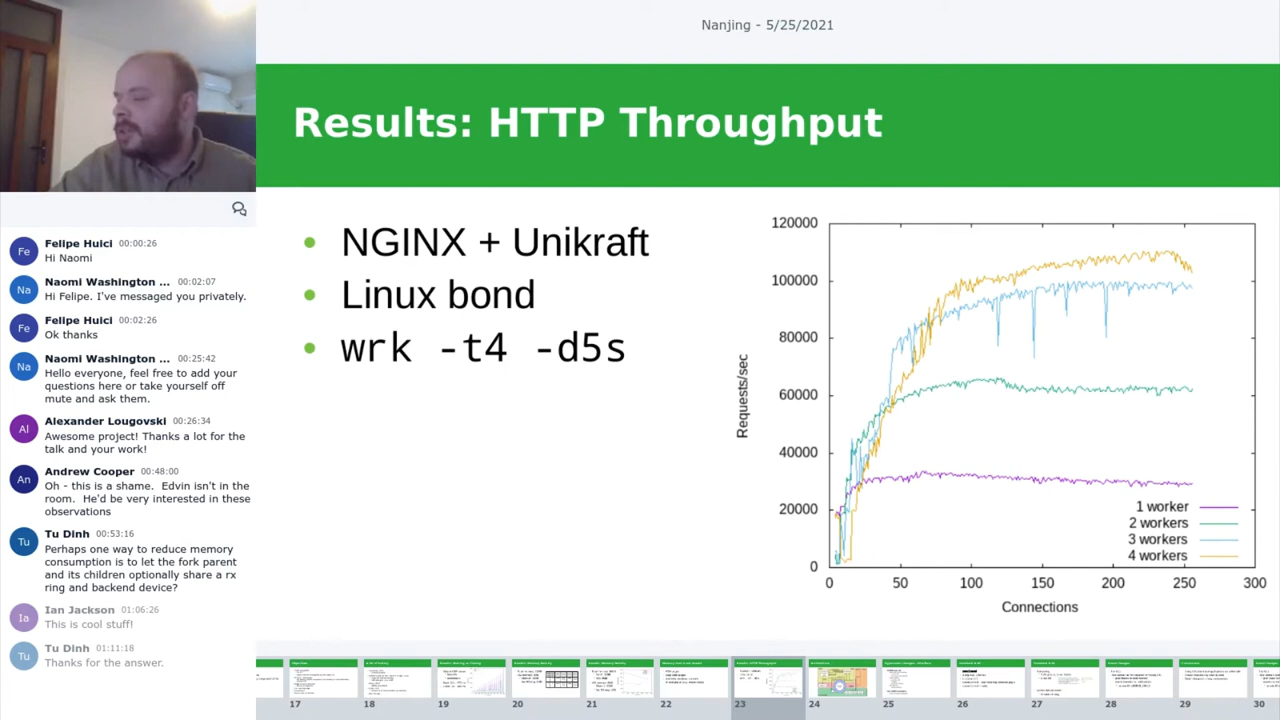 Nanjing - 5/25/2021
Results: HTTP Throughput
• NGINX + Unikraft
• Linux bond
• wrk -t4 -d5s
Requests/sec
120000
100000
80000
60000
40000
20000
0
0 50 100 150 200 250 300
Connections
1 worker
2 workers
3 workers
4 workers
Fe
Felipe Huici 00:00:26
Hi Naomi
Na
Naomi Washington ... 00:02:07
Hi Felipe. I've messaged you privately.
Fe
Felipe Huici 00:02:26
Ok thanks
Na
Naomi Washington ... 00:25:42
Hello everyone, feel free to add your
questions here or take yourself off
mute and ask them.
Al
Alexander Lougovski 00:26:34
Awesome project! Thanks a lot for the
talk and your work!
An
Andrew Cooper 00:48:00
Oh - this is a shame. Edvin isn't in the
room. He'd be very interested in these
observations
Tu
Tu Dinh 00:53:16
Perhaps one way to reduce memory
consumption is to let the fork parent
and its children optionally share a rx
ring and backend device?
Ia
Ian Jackson 01:06:26
This is cool stuff!
Tu
Tu Dinh 01:11:18
Thanks for the answer.
17 18 19 20 21 22 23 24 25 26 27 28 29 30